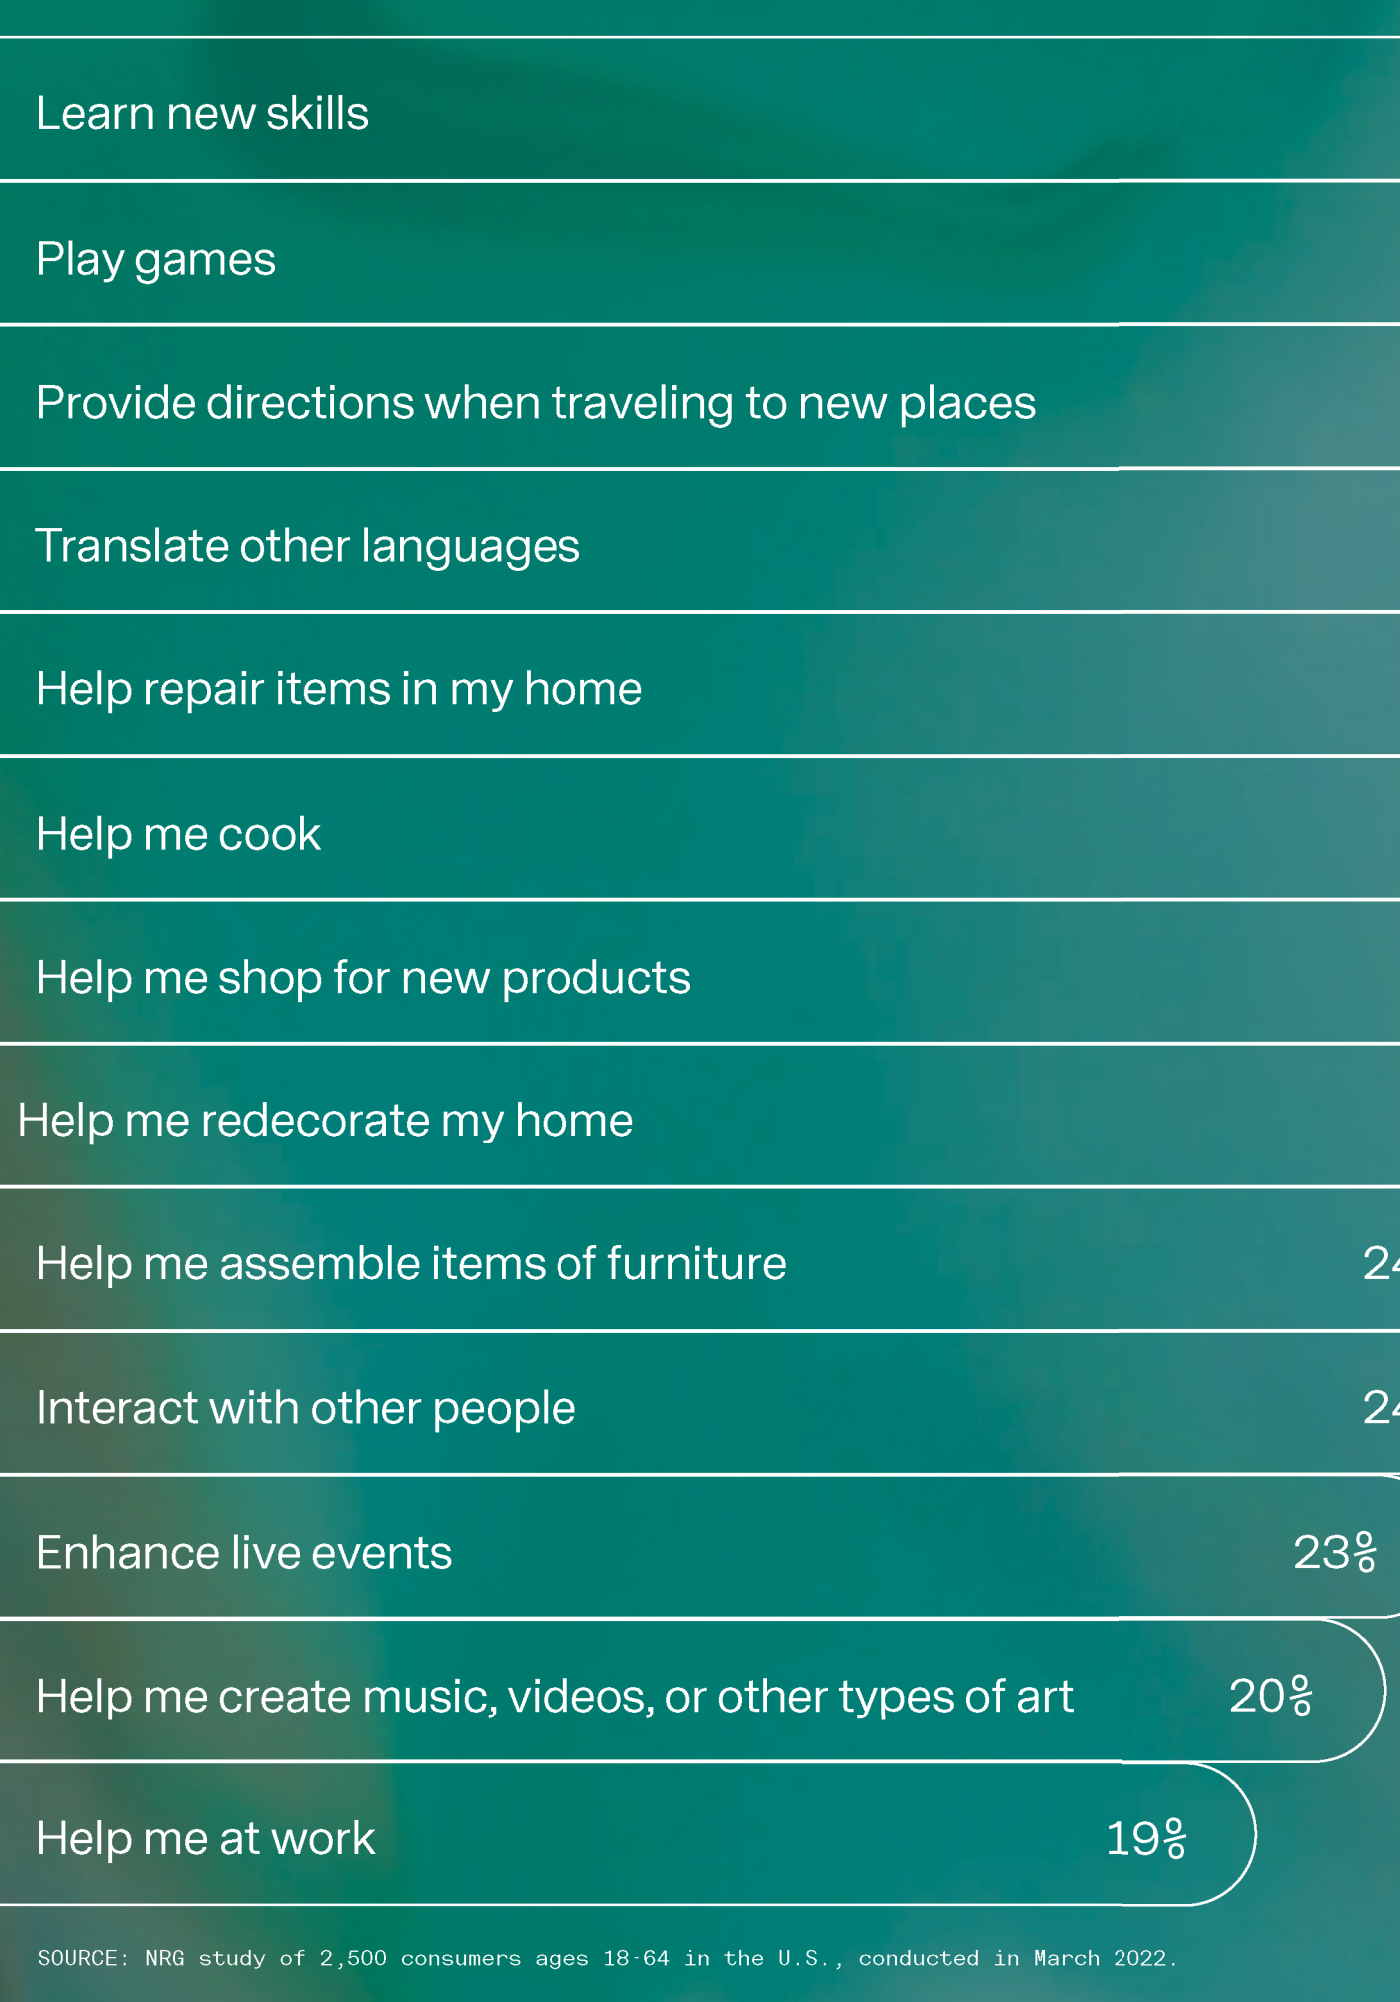 Learn new skills
Play games
Provide directions when traveling to new places
Translate other languages
Help repair items in my home
Help me cook
Help me shop for new products
Help me redecorate my home
Help me assemble items of furniture
Interact with other people
Enhance live events 23%
Help me create music, videos, or other types of art 20%
Help me at work 19%
SOURCE: NRG study of 2,500 consumers ages 18-64 in the U.S., conducted in March 2022.